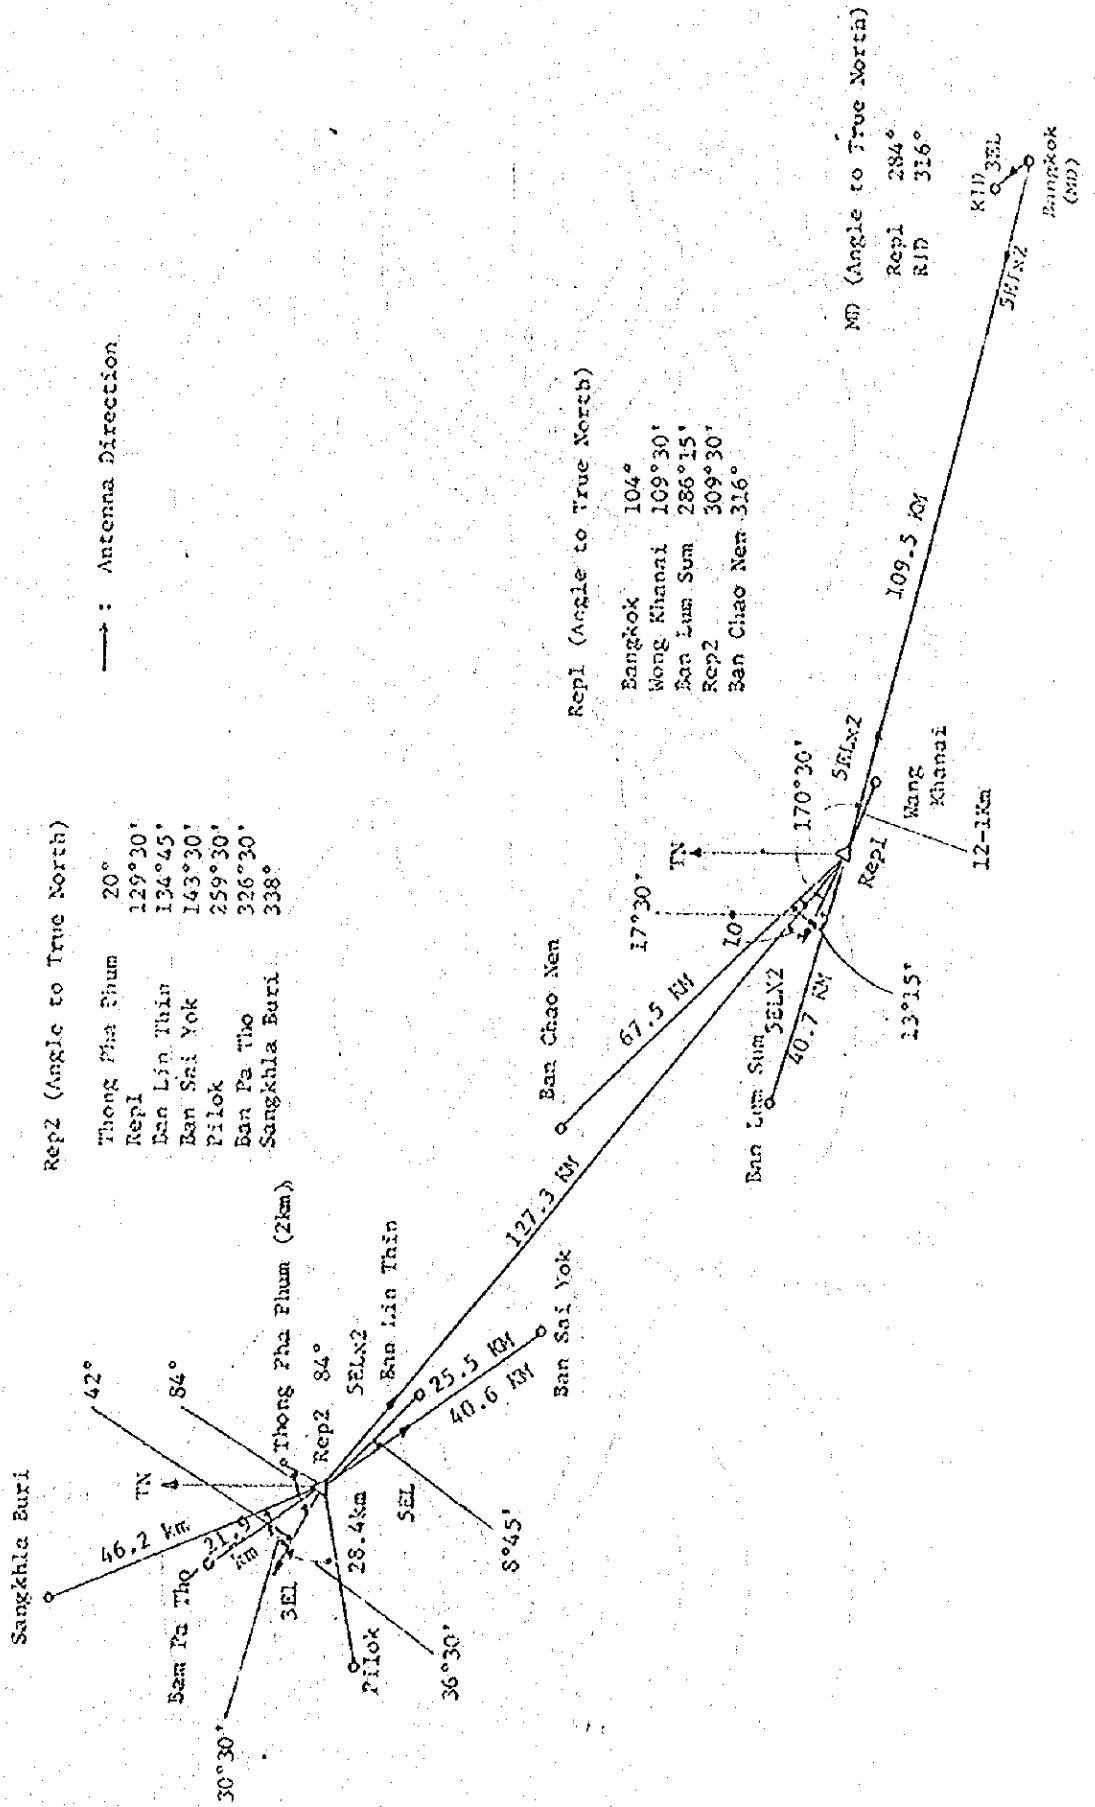 Sangkhla Buri
42°
84°
TN
46.2 km
21.9 km
Bam Pa Tho
30°30'
3EL
Thong Pha Phum (2km)
Rep2 84°
28.4km
Pilok
36°30'
5EL
8°45'
5ELx2
Ban Lin Thin
25.5 KM
40.6 KM
Ban Sai Yok
127.3 KM
Rep2 (Angle to True North)
Thong Pha Phum 20°
Rep1 129°30'
Ban Lin Thin 134°45'
Ban Sai Yok 143°30'
Pilok 259°30'
Ban Pa Tho 326°30'
Sangkhla Buri 338°
: Antenna Direction
Ban Chao Nen
67.5 KM
17°30'
10°
TN
170°30'
5ELx2
Ban Lum Sum
5ELX2
40.7 KM
13°15'
Rep1
Wang
Khanai
12-1Km
109.5 KM
Rep1 (Angle to True North)
Bangkok 104°
Wong Khanai 109°30'
Ban Lum Sum 286°15'
Rep2 309°30'
Ban Chao Nen 316°
MD (Angle to True North)
Rep1 284°
RID 316°
RID 3EL
5ELx2
Bangkok
(MD)